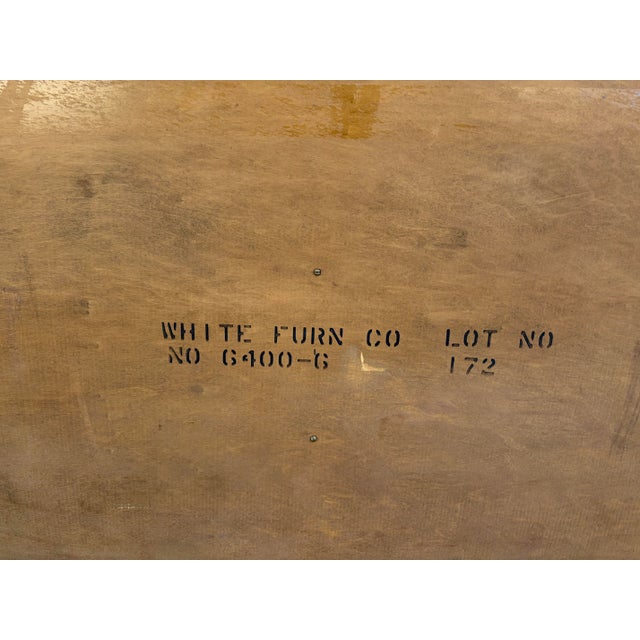 WHITE FURN CO LOT NO
NO 6400-6 172